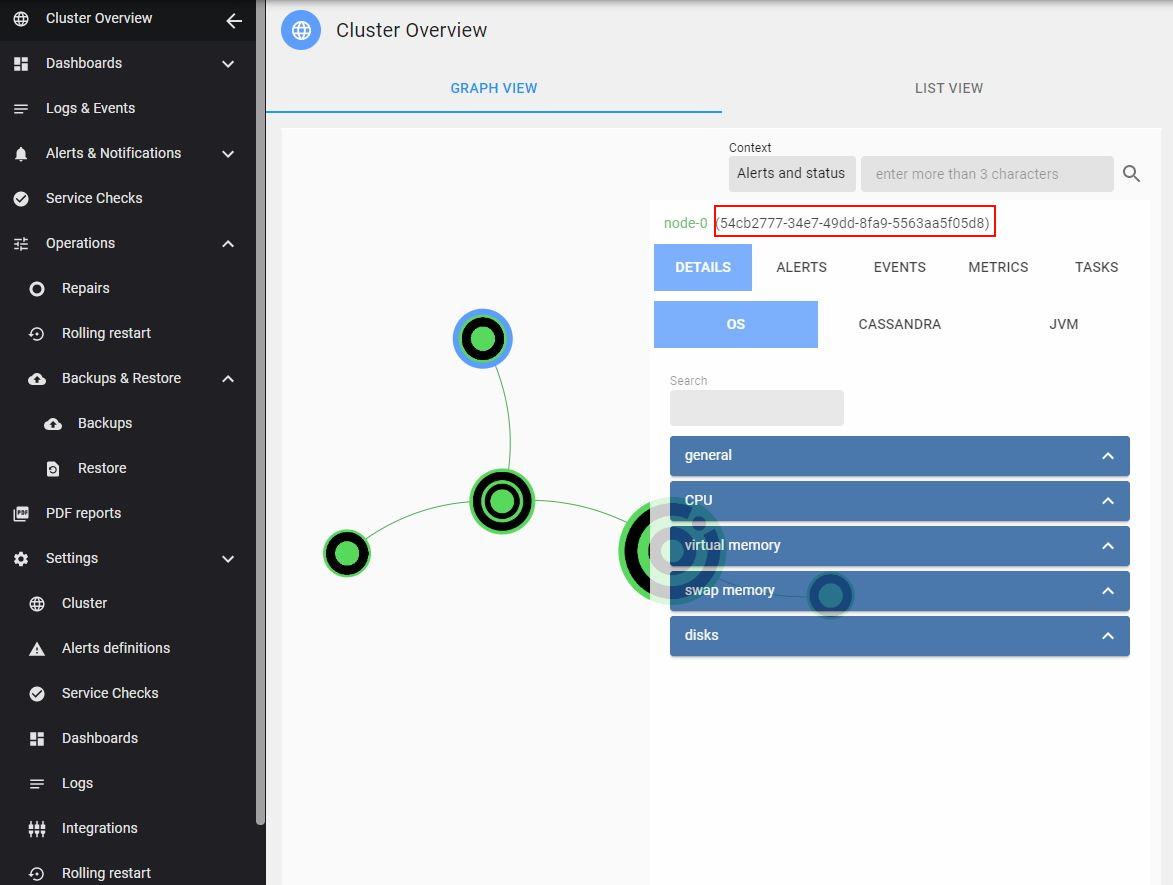 Cluster Overview
Dashboards
Logs & Events
Alerts & Notifications
Service Checks
Operations
Repairs
Rolling restart
Backups & Restore
Backups
Restore
PDF reports
Settings
Cluster
Alerts definitions
Service Checks
Dashboards
Logs
Integrations
Rolling restart
Cluster Overview
GRAPH VIEW LIST VIEW
Context
Alerts and status enter more than 3 characters
node-0 (54cb2777-34e7-49dd-8fa9-5563aa5f05d8)
DETAILS ALERTS EVENTS METRICS TASKS
OS CASSANDRA JVM
Search
general
CPU
virtual memory
swap memory
disks